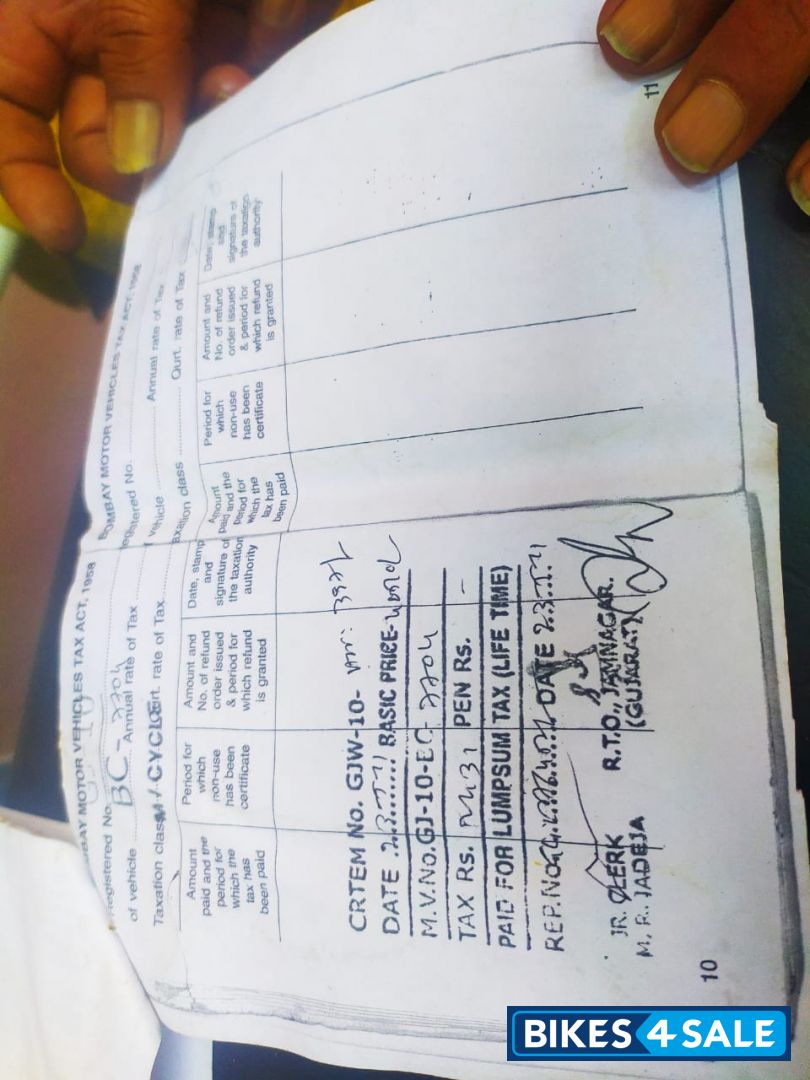 BOMBAY MOTOR VEHICLES TAX ACT, 1958
Registered No.
BC-
of vehicle
Annual rate of Tax
Taxation class M/CYCLE
Qurt. rate of Tax
Amount paid and the period for which the tax has been paid
Period for which non-use has been certificate
Amount and No. of refund order issued & period for which refund is granted
Date, stamp and signature of the taxation authority
CRTEM No. GJW-10-
DATE BASIC PRICE-
M.V.No.GJ-10-BC-
TAX Rs. PEN Rs. -
PAID FOR LUMPSUM TAX (LIFE TIME)
REP.NO DATE
JR. CLERK R.T.O., JAMNAGAR.
M. R. JADEJA (GUJARAT)
10
BOMBAY MOTOR VEHICLES TAX ACT, 1958
Registered No.
vehicle Annual rate of Tax
axation class Qurt. rate of Tax
Amount paid and the period for which the tax has been paid
Period for which non-use has been certificate
Amount and No. of refund order issued & period for which refund is granted
Date, stamp and signature of the taxation authority
11
BIKES4SALE